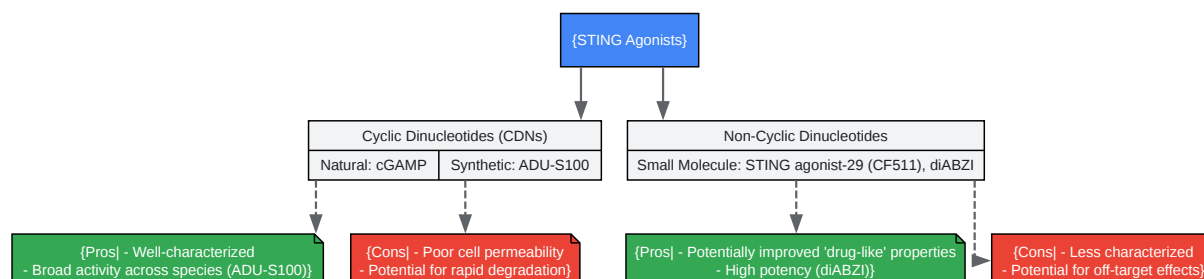 {STING Agonists}
Cyclic Dinucleotides (CDNs)
Natural: cGAMP
Synthetic: ADU-S100
Non-Cyclic Dinucleotides
Small Molecule: STING agonist-29 (CF511), diABZI
{Pros| - Well-characterized
- Broad activity across species (ADU-S100)}
{Cons| - Poor cell permeability
- Potential for rapid degradation}
{Pros| - Potentially improved 'drug-like' properties
- High potency (diABZI)}
{Cons| - Less characterized
- Potential for off-target effects}